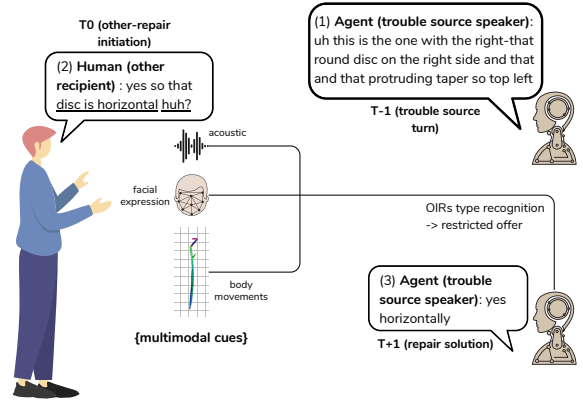 T0 (other-repair
initiation)
(2) Human (other
recipient) : yes so that
disc is horizontal huh?
(1) Agent (trouble source speaker):
uh this is the one with the right-that
round disc on the right side and that
and that protruding taper so top left
T-1 (trouble source
turn)
acoustic
facial
expression
body
movements
{multimodal cues}
OIRs type recognition
-> restricted offer
(3) Agent (trouble
source speaker): yes
horizontally
T+1 (repair solution)